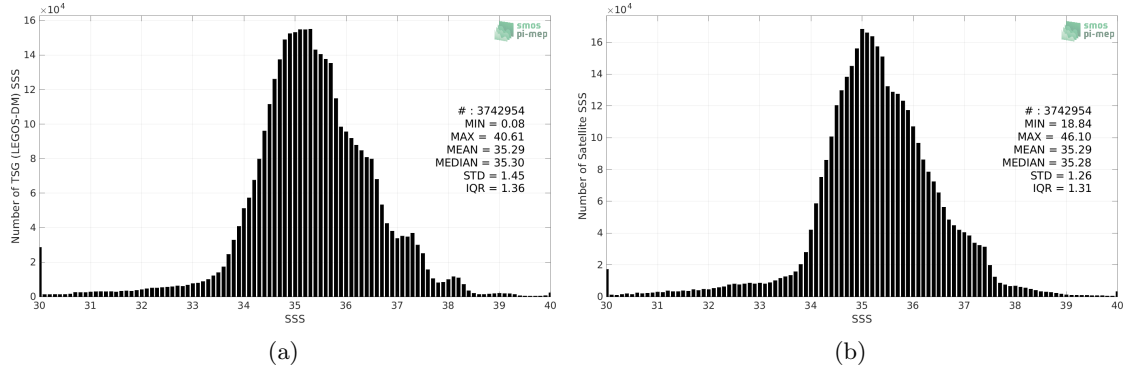 ×10⁴
16
14
12
10
8
6
4
2
0
30 31 32 33 34 35 36 37 38 39 40
SSS
Number of TSG (LEGOS-DM) SSS
smos
pi-mep
# : 3742954
MIN = 0.08
MAX = 40.61
MEAN = 35.29
MEDIAN = 35.30
STD = 1.45
IQR = 1.36
(a)
×10⁴
16
14
12
10
8
6
4
2
0
30 31 32 33 34 35 36 37 38 39 40
SSS
Number of Satellite SSS
smos
pi-mep
# : 3742954
MIN = 18.84
MAX = 46.10
MEAN = 35.29
MEDIAN = 35.28
STD = 1.26
IQR = 1.31
(b)